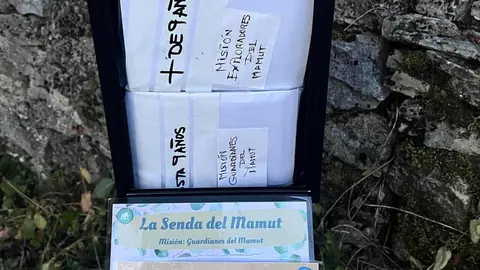 + DE 9 AÑOS
MISIÓN
EXPLORADORES
DEL
MAMUT
STA 9 AÑOS
MISIÓN
GUARDIANES
DEL
MAMUT
La Senda del Mamut
Misión: Guardianes del Mamut